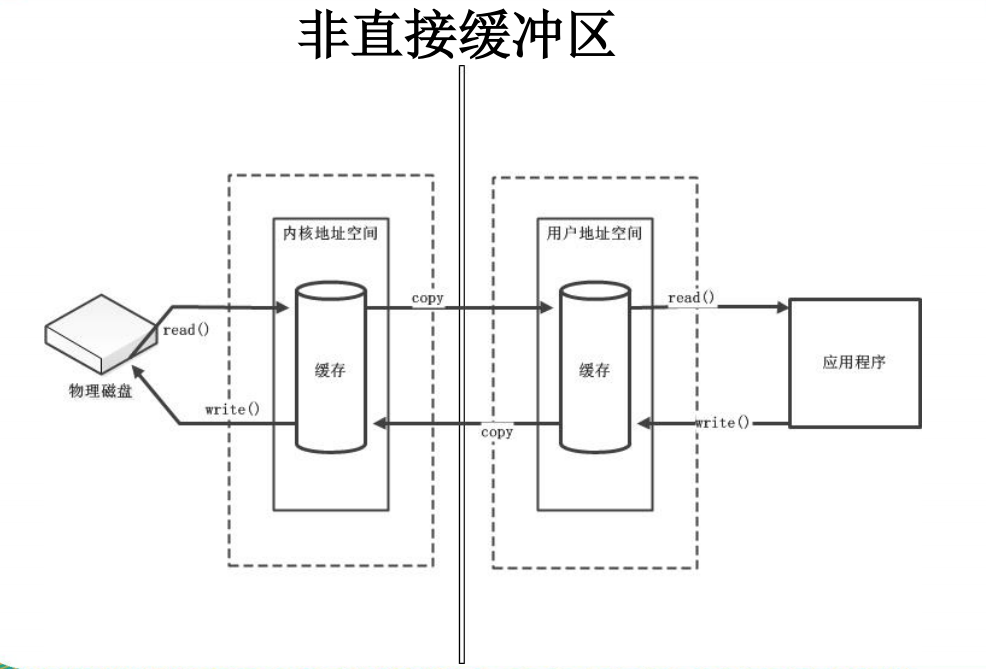 非直接缓冲区
内核地址空间
用户地址空间
copy
read()
read()
缓存
缓存
应用程序
物理磁盘
write()
write()
copy